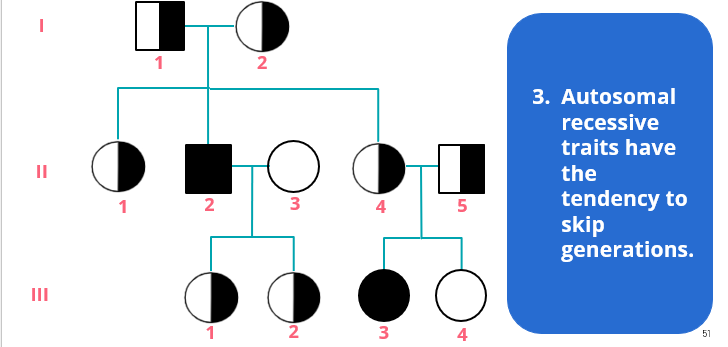 I
1
2
3. Autosomal
recessive
traits have
the
tendency to
skip
generations.
II
1
2
3
4
5
III
1
2
3
4
51